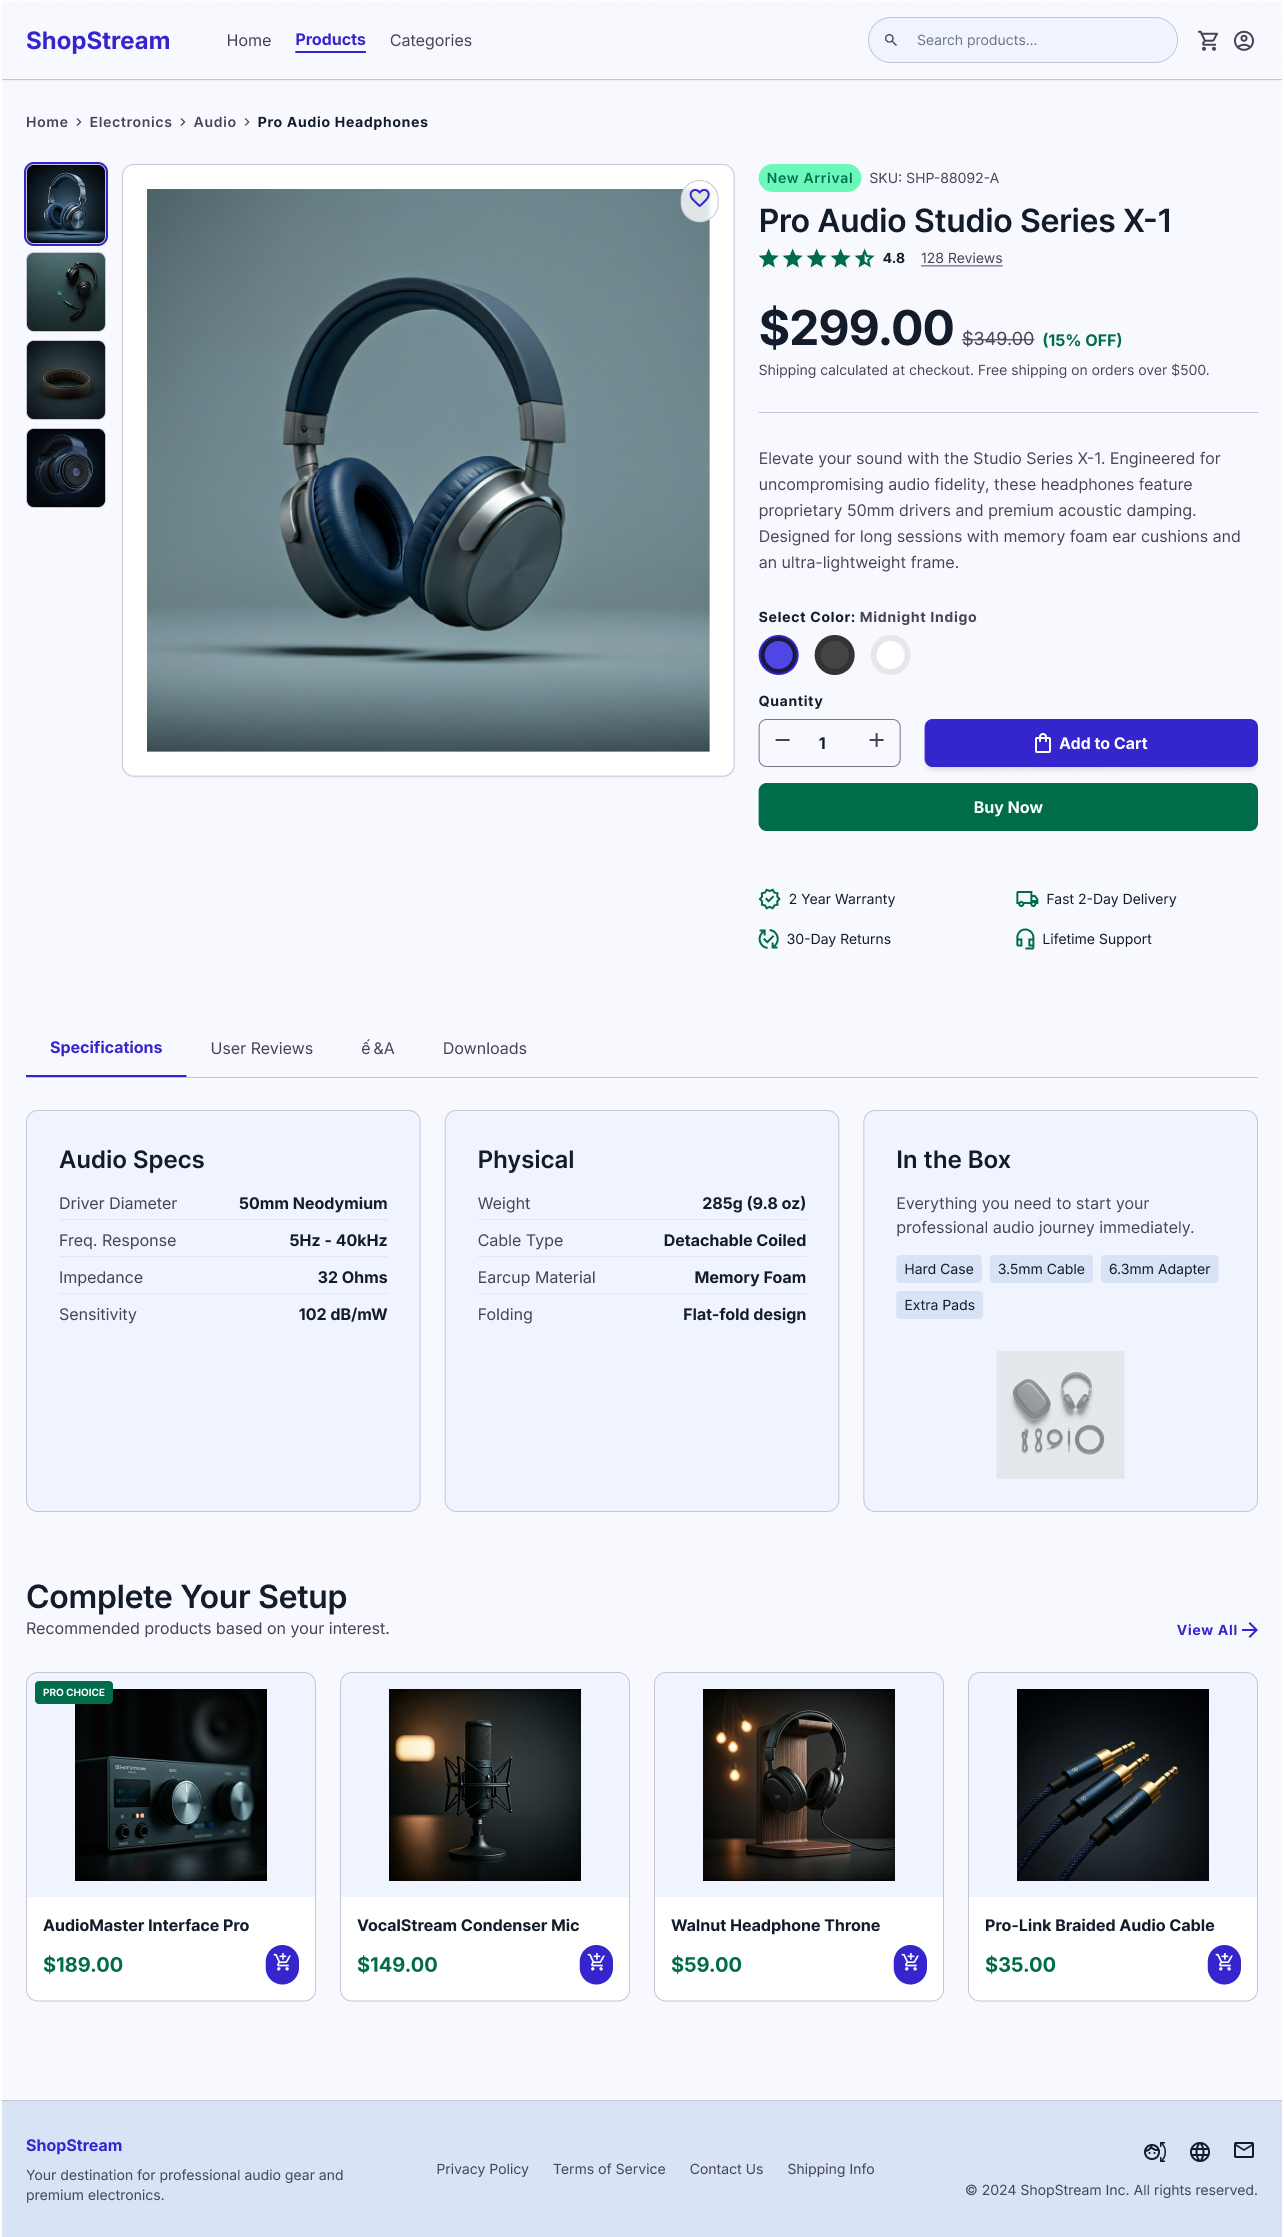 ShopStream
Home Products Categories
Search products...
Home > Electronics > Audio > Pro Audio Headphones
New Arrival SKU: SHP-88092-A
Pro Audio Studio Series X-1
4.8 128 Reviews
$299.00 $349.00 (15% OFF)
Shipping calculated at checkout. Free shipping on orders over $500.
Elevate your sound with the Studio Series X-1. Engineered for
uncompromising audio fidelity, these headphones feature
proprietary 50mm drivers and premium acoustic damping.
Designed for long sessions with memory foam ear cushions and
an ultra-lightweight frame.
Select Color: Midnight Indigo
Quantity
1
Add to Cart
Buy Now
2 Year Warranty
Fast 2-Day Delivery
30-Day Returns
Lifetime Support
Specifications User Reviews ế&A Downloads
Audio Specs
Driver Diameter 50mm Neodymium
Freq. Response 5Hz - 40kHz
Impedance 32 Ohms
Sensitivity 102 dB/mW
Physical
Weight 285g (9.8 oz)
Cable Type Detachable Coiled
Earcup Material Memory Foam
Folding Flat-fold design
In the Box
Everything you need to start your
professional audio journey immediately.
Hard Case 3.5mm Cable 6.3mm Adapter
Extra Pads
Complete Your Setup
Recommended products based on your interest.
View All
PRO CHOICE
AudioMaster Interface Pro
$189.00
VocalStream Condenser Mic
$149.00
Walnut Headphone Throne
$59.00
Pro-Link Braided Audio Cable
$35.00
ShopStream
Your destination for professional audio gear and
premium electronics.
Privacy Policy Terms of Service Contact Us Shipping Info
© 2024 ShopStream Inc. All rights reserved.